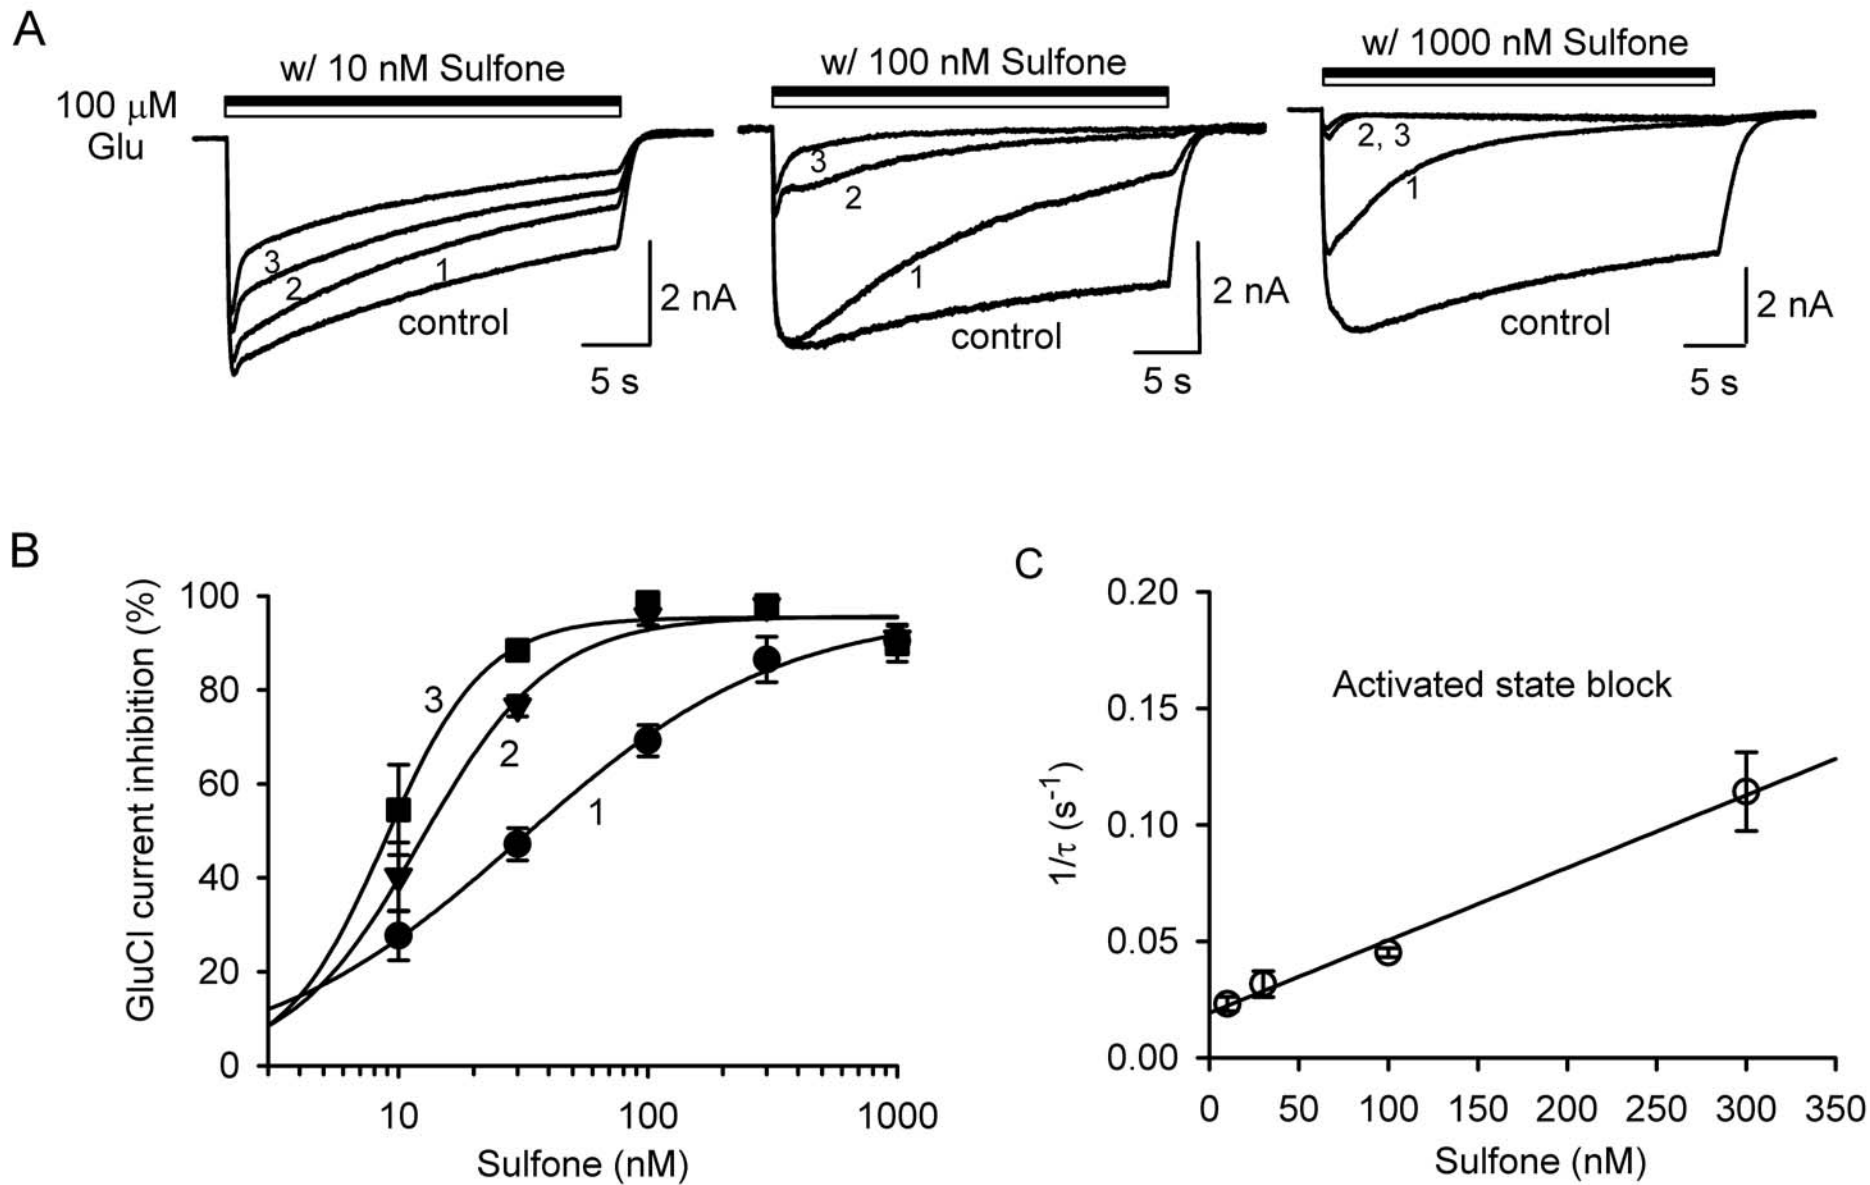 A
w/ 10 nM Sulfone
w/ 100 nM Sulfone
w/ 1000 nM Sulfone
100 μM
Glu
3
2
1
control
2 nA
5 s
3
2
1
control
2 nA
5 s
2, 3
1
control
2 nA
5 s
B
GluCl current inhibition (%)
100
80
60
40
20
0
3
2
1
10
100
1000
Sulfone (nM)
C
1/τ (s⁻¹)
0.20
0.15
0.10
0.05
0.00
Activated state block
0
50
100
150
200
250
300
350
Sulfone (nM)